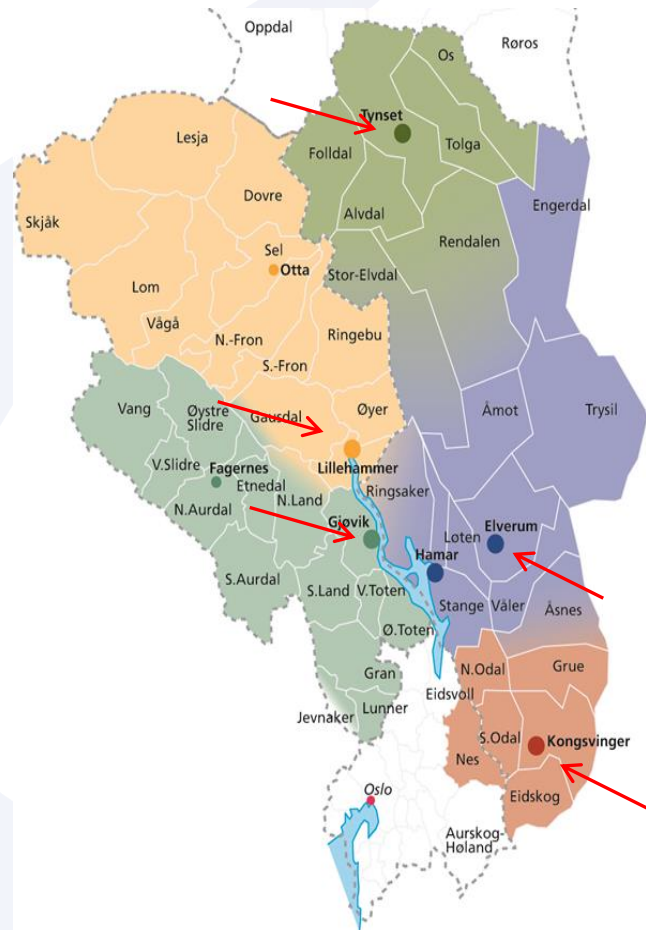 Oppdal
Os
Røros
Tynset
Lesja
Folldal
Tolga
Dovre
Engerdal
Skjåk
Alvdal
Rendalen
Sel
Otta
Stor-Elvdal
Lom
Vågå
N.-Fron
Ringebu
S.-Fron
Vang
Øystre
Slidre
Gausdal
Øyer
Åmot
Trysil
V.Slidre
Fagernes
Lillehammer
Etnedal
Ringsaker
N.Land
N.Aurdal
Gjøvik
Løten
Elverum
Hamar
S.Aurdal
S.Land
V.Toten
Stange
Våler
Åsnes
Ø.Toten
Gran
N.Odal
Grue
Eidsvoll
Jevnaker
Lunner
S.Odal
Kongsvinger
Nes
Oslo
Eidskog
Aurskog-
Høland